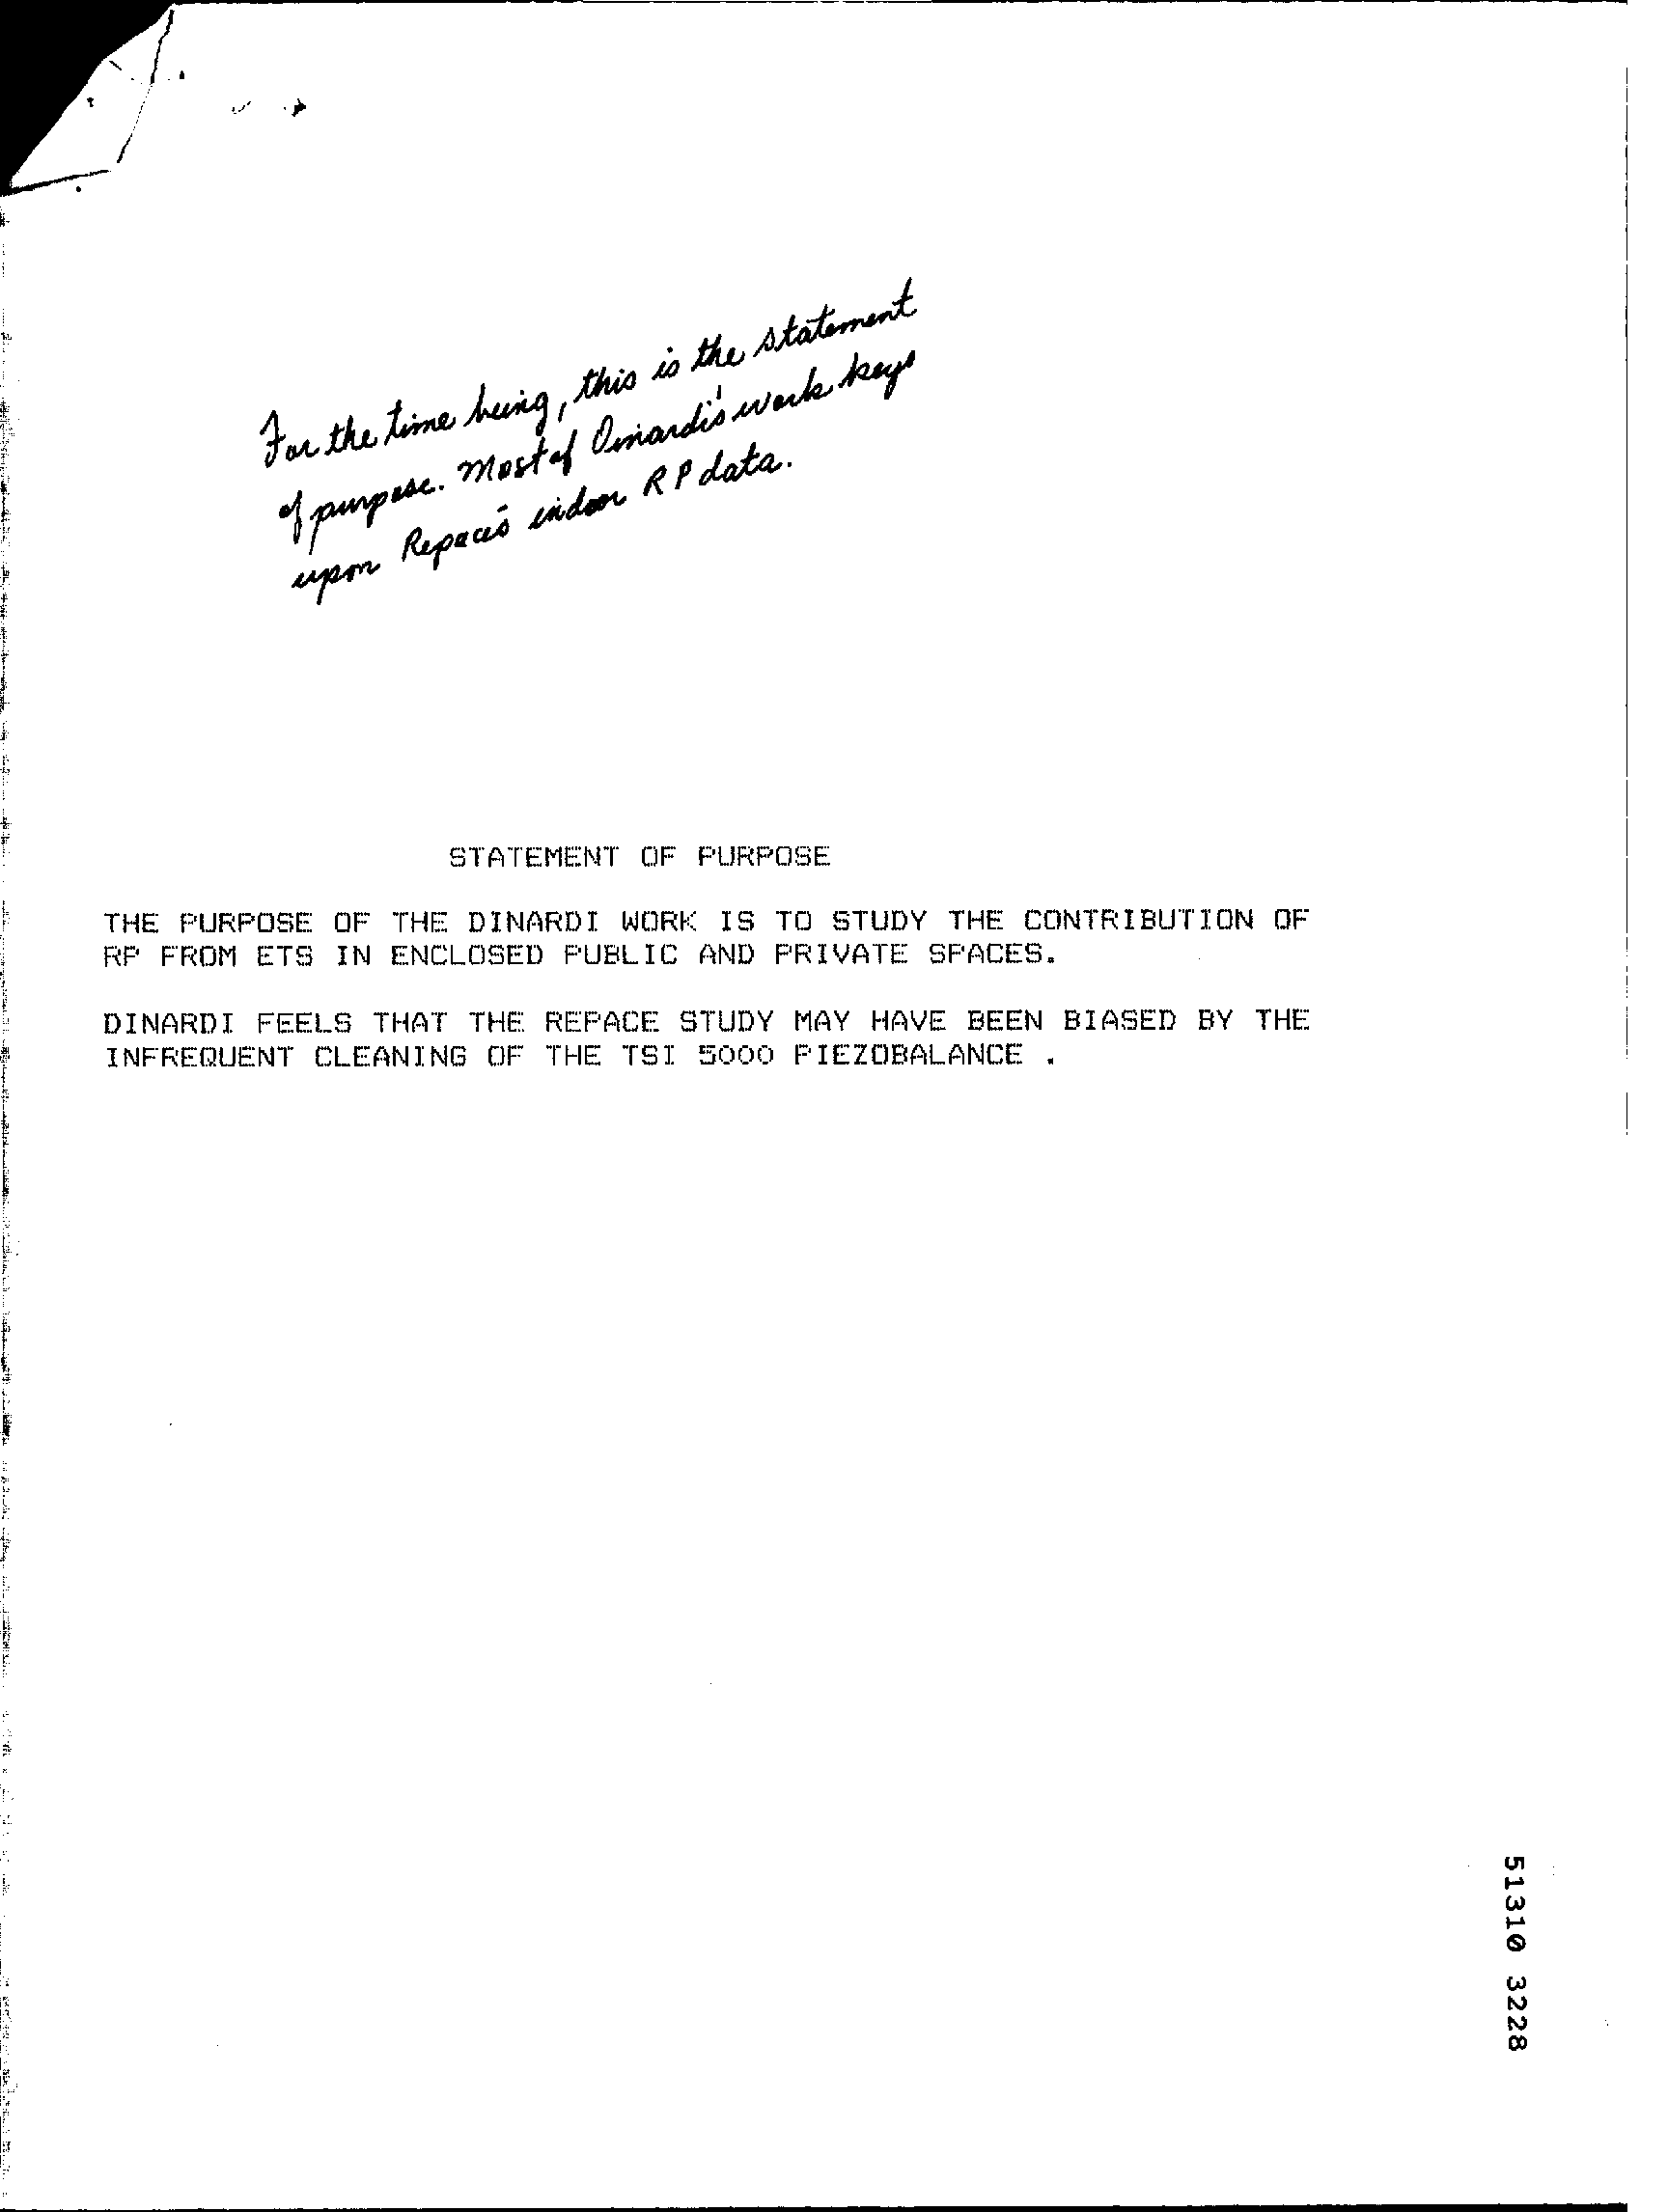 For the time being, this is the statement
of purpose. Most of Dinardi's work keys
upon Repace's indoor RP data.
STATEMENT OF PURPOSE
THE PURPOSE OF THE DINARDI WORK IS TO STUDY THE CONTRIBUTION OF
RP FROM ETS IN ENCLOSED PUBLIC AND PRIVATE SPACES.
DINARDI FEELS THAT THE REPACE STUDY MAY HAVE BEEN BIASED BY THE
INFREQUENT CLEANING OF THE TSI 5000 PIEZOBALANCE .
51310 3228